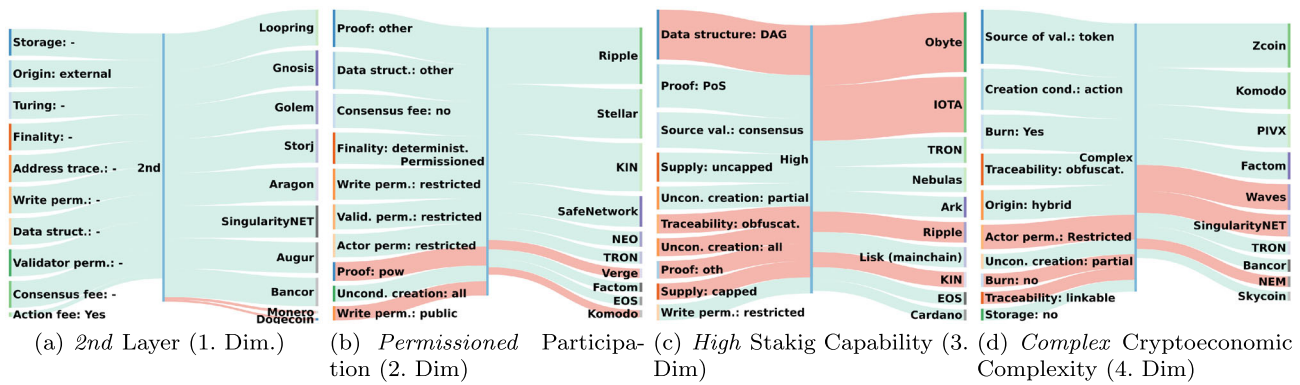 Storage: -
Origin: external
Turing: -
Finality: -
Address trace.: -
Write perm.: -
Data struct.: -
Validator perm.: -
Consensus fee: -
Action fee: Yes
2nd
Loopring
Gnosis
Golem
Storj
Aragon
SingularityNET
Augur
Bancor
Monero
Dogecoin
(a) 2nd Layer (1. Dim.)
Proof: other
Data struct.: other
Consensus fee: no
Finality: determinist.
Permissioned
Write perm.: restricted
Valid. perm.: restricted
Actor perm: restricted
Proof: pow
Uncond. creation: all
Write perm.: public
Ripple
Stellar
KIN
SafeNetwork
NEO
TRON
Verge
Factom
EOS
Komodo
(b) Permissioned Participa-
tion (2. Dim)
Data structure: DAG
Proof: PoS
Source val.: consensus
High
Supply: uncapped
Uncon. creation: partial
Traceability: obfuscat.
Uncon. creation: all
Proof: oth
Supply: capped
Write perm.: restricted
Obyte
IOTA
TRON
Nebulas
Ark
Ripple
Lisk (mainchain)
KIN
EOS
Cardano
(c) High Stakig Capability (3.
Dim)
Source of val.: token
Creation cond.: action
Burn: Yes
Complex
Traceability: obfuscat.
Origin: hybrid
Actor perm.: Restricted
Uncon. creation: partial
Burn: no
Traceability: linkable
Storage: no
Zcoin
Komodo
PIVX
Factom
Waves
SingularityNET
TRON
Bancor
NEM
Skycoin
(d) Complex Cryptoeconomic
Complexity (4. Dim)